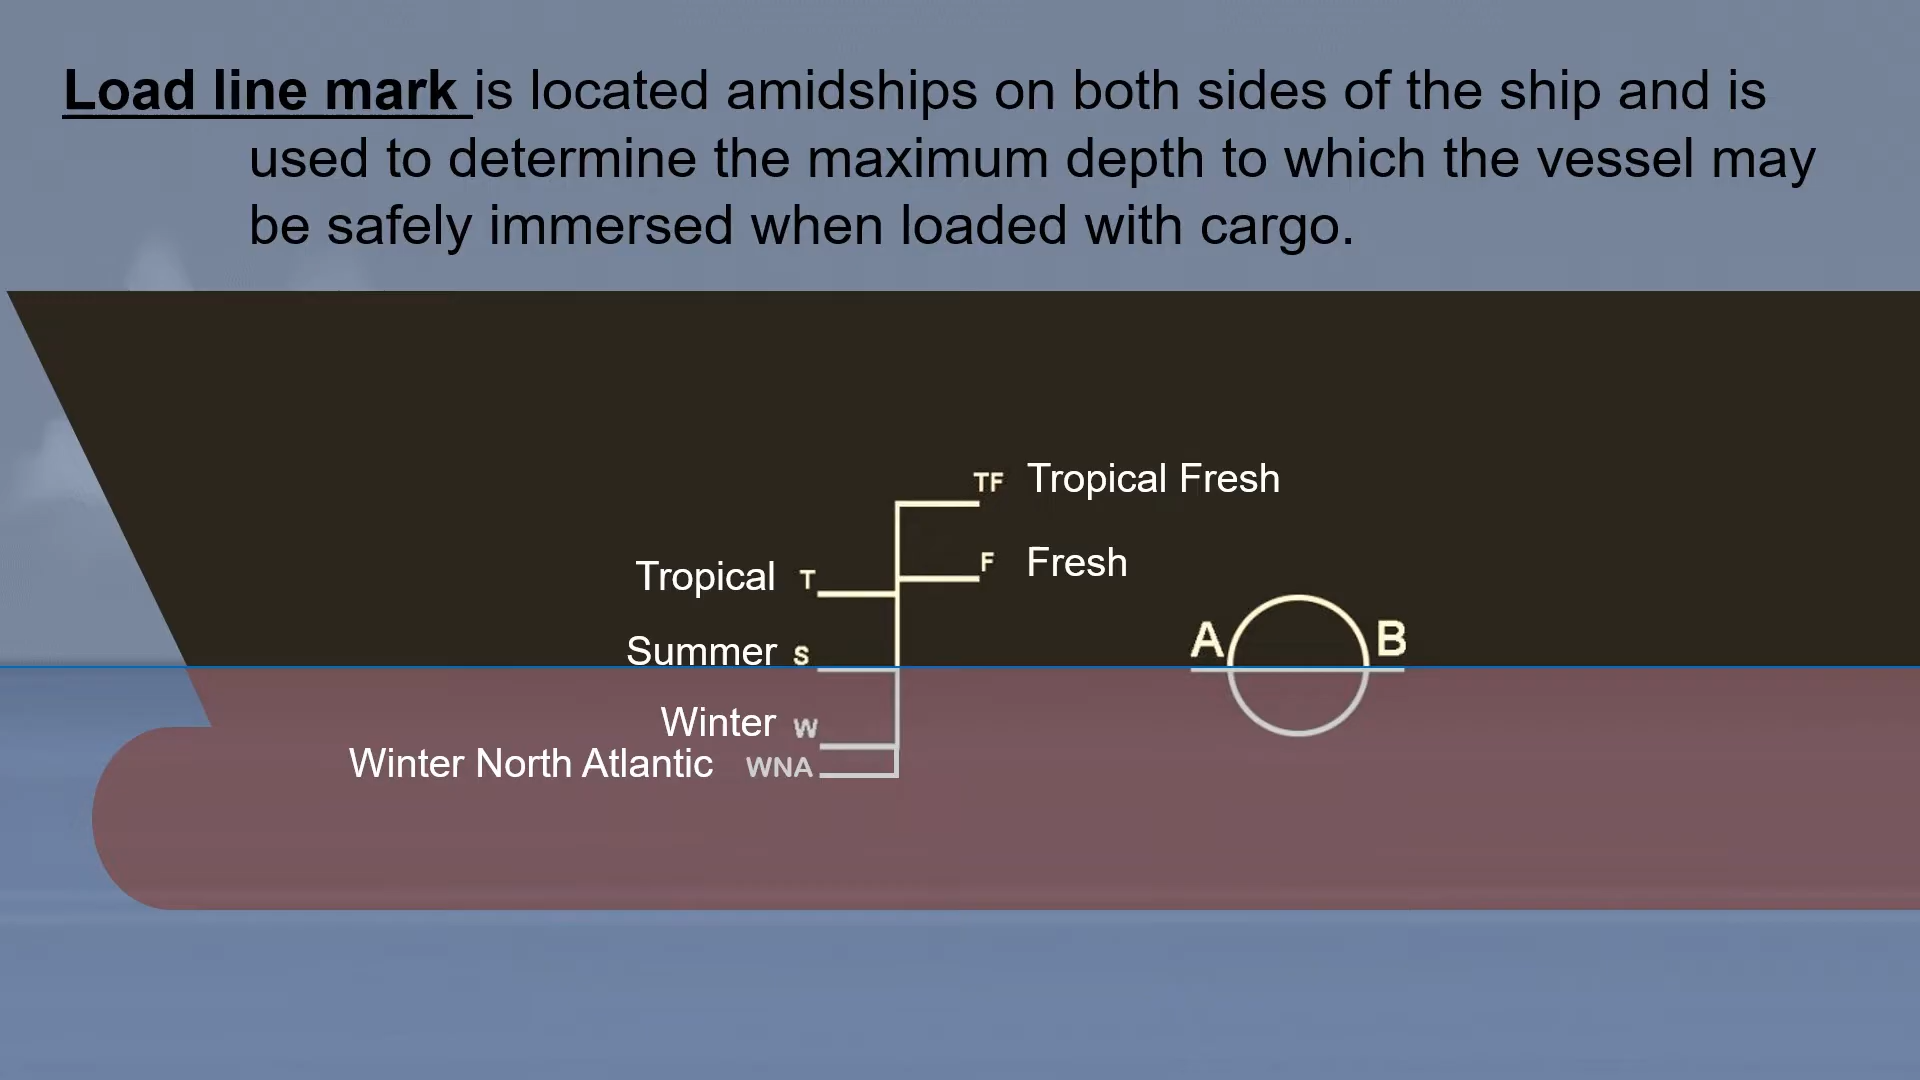 Load line mark is located amidships on both sides of the ship and is
used to determine the maximum depth to which the vessel may
be safely immersed when loaded with cargo.
TF Tropical Fresh
F Fresh
Tropical T
A B
Summer S
Winter W
Winter North Atlantic WNA